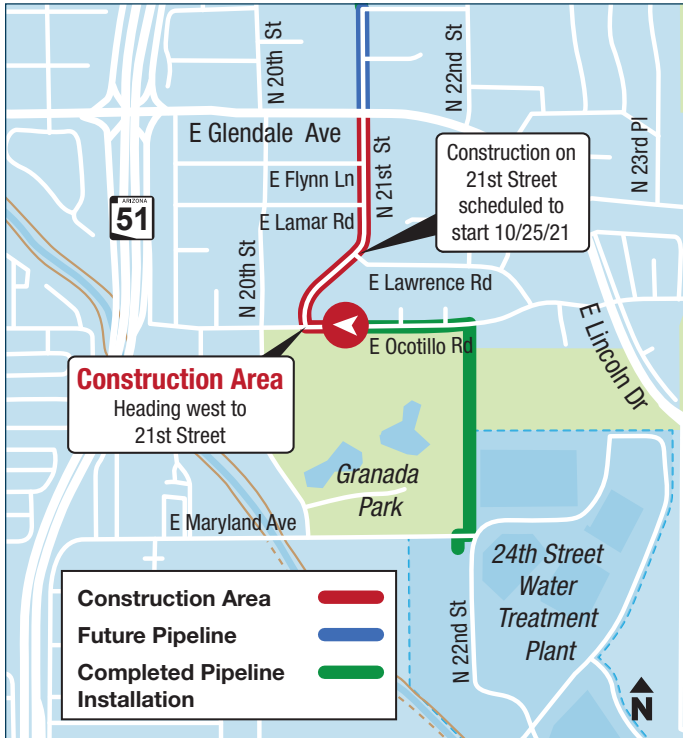 N 20th St
N 22nd St
E Glendale Ave
N 21st St
N 23rd Pl
E Flynn Ln
Construction on
21st Street
scheduled to
start 10/25/21
ARIZONA
51
E Lamar Rd
N 20th St
E Lawrence Rd
E Ocotillo Rd
E Lincoln Dr
Construction Area
Heading west to
21st Street
Granada
Park
E Maryland Ave
24th Street
Water
Treatment
Plant
N 22nd St
Construction Area
Future Pipeline
Completed Pipeline
Installation
N